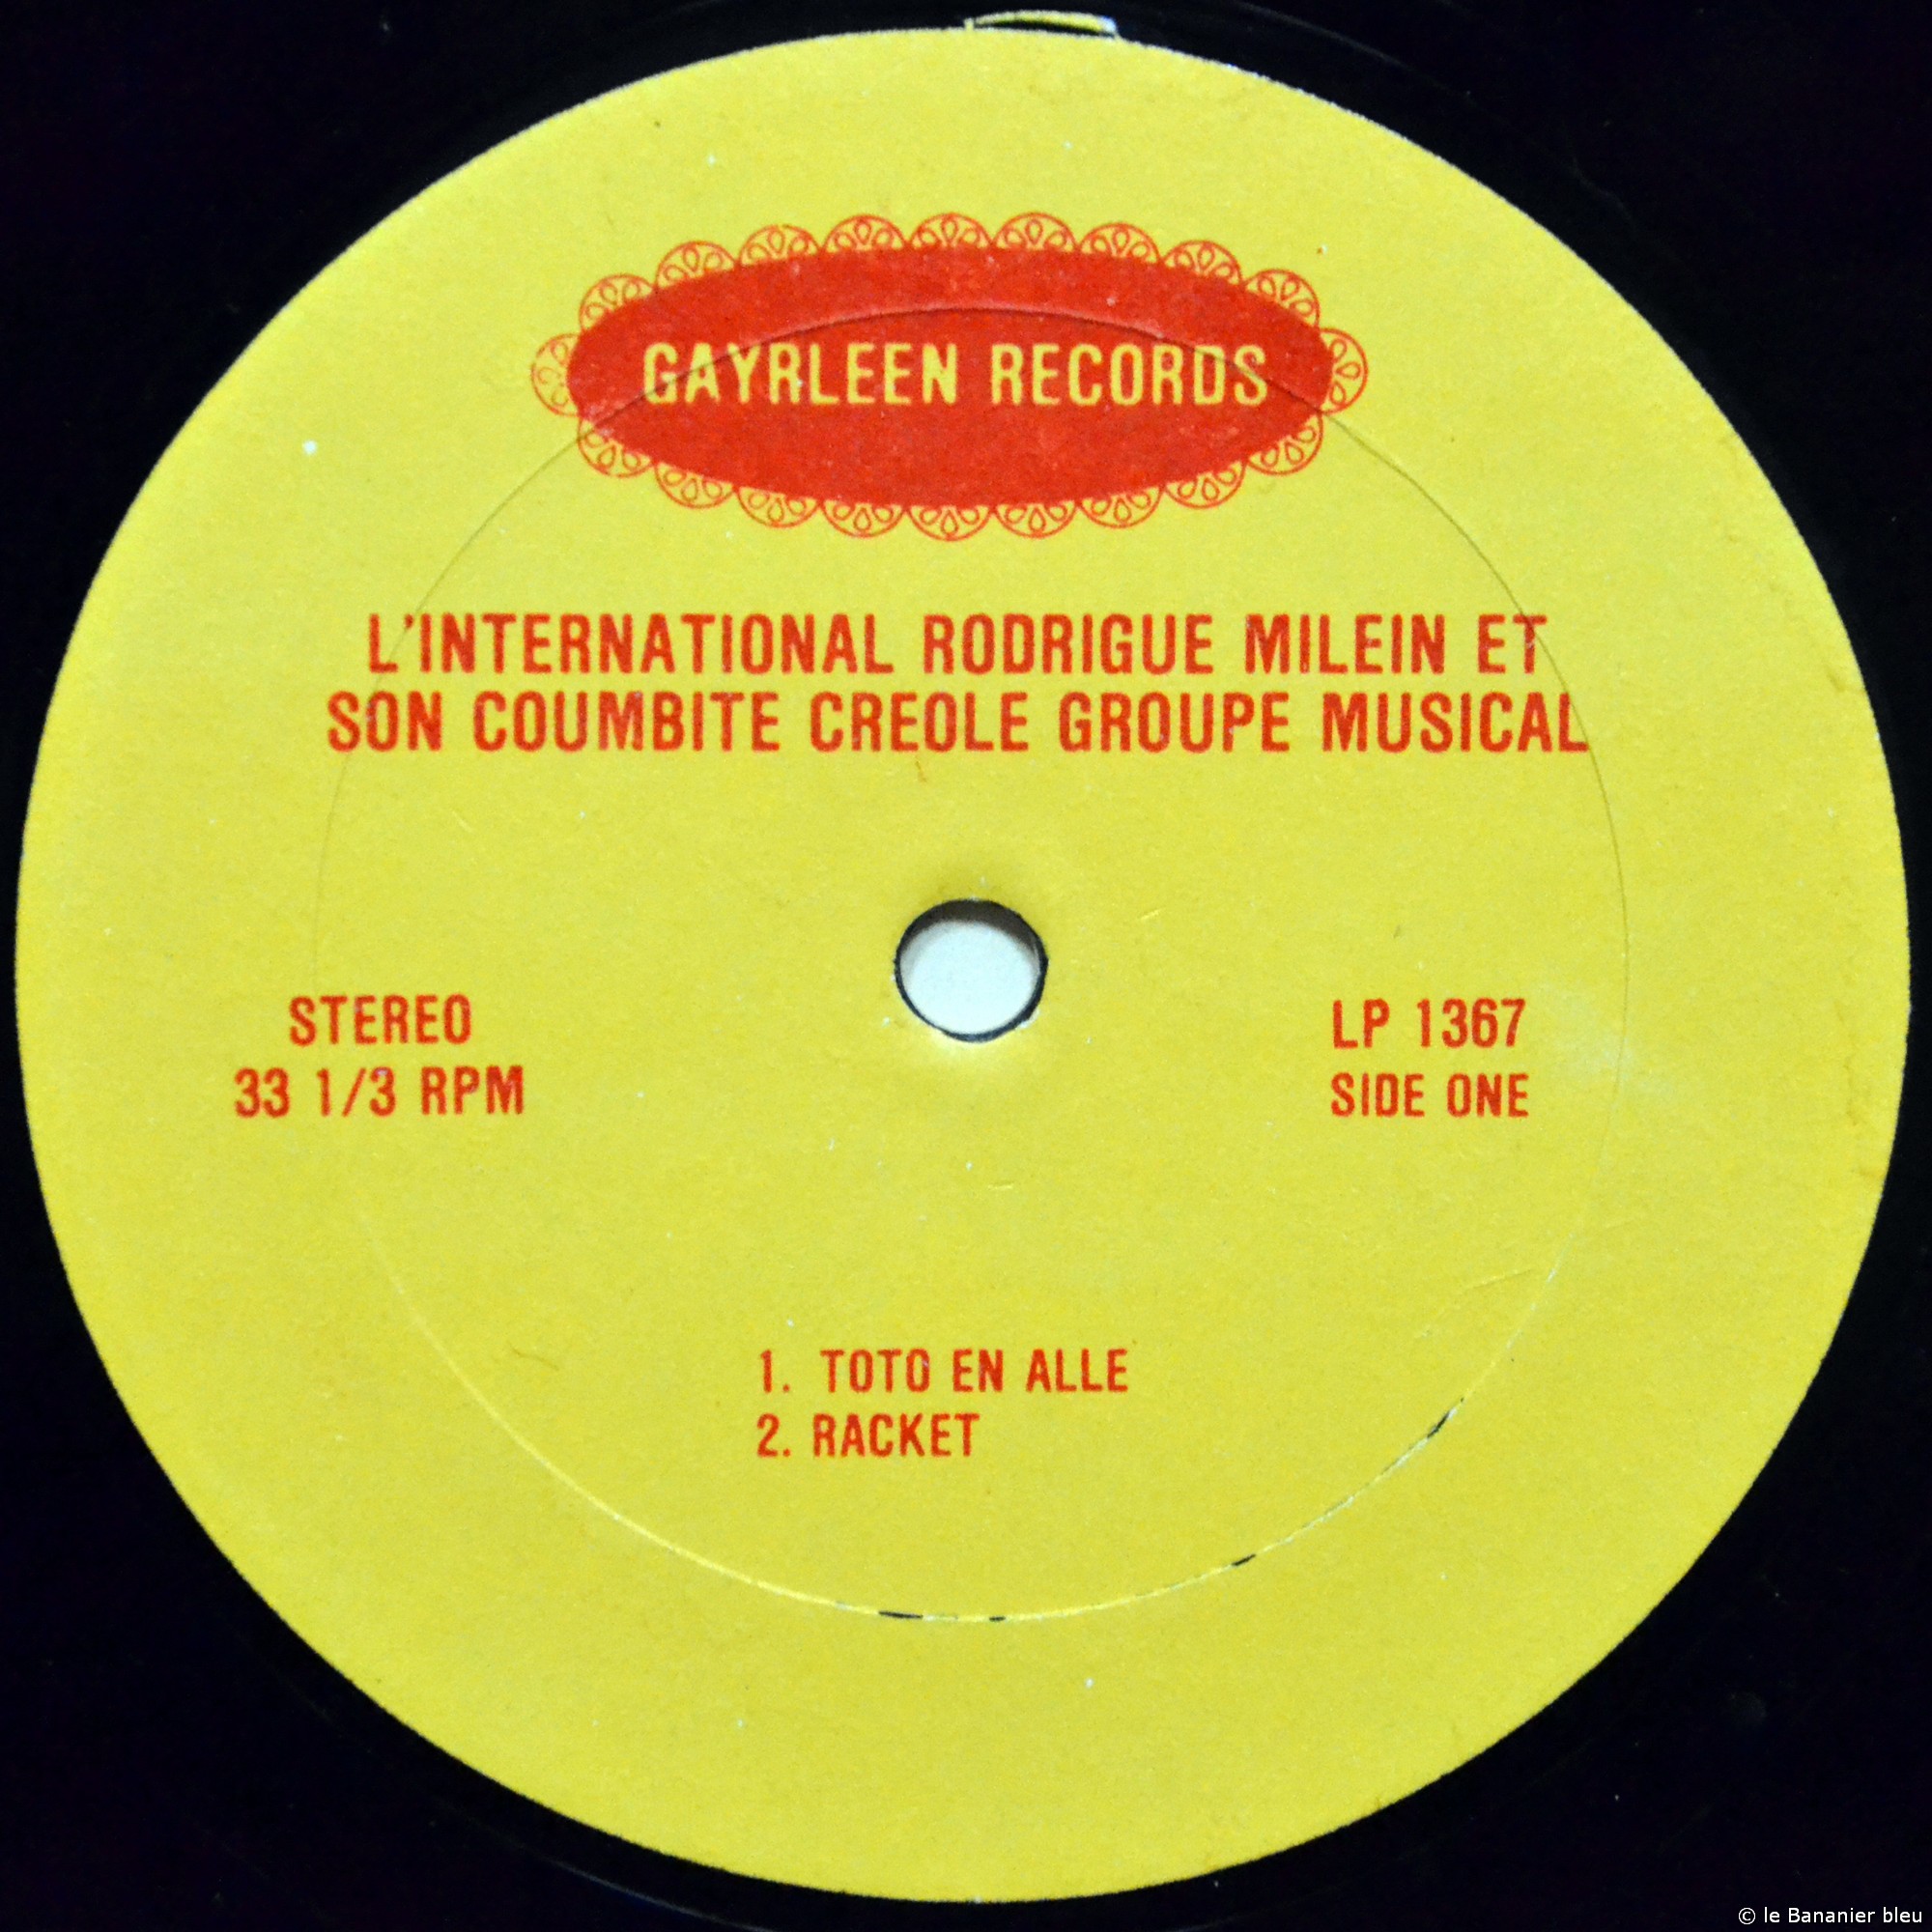 GAYRLEEN RECORDS
L'INTERNATIONAL RODRIGUE MILEIN ET
SON COUMBITE CREOLE GROUPE MUSICAL
STEREO
33 1/3 RPM
LP 1367
SIDE ONE
1. TOTO EN ALLE
2. RACKET
© le Bananier bleu